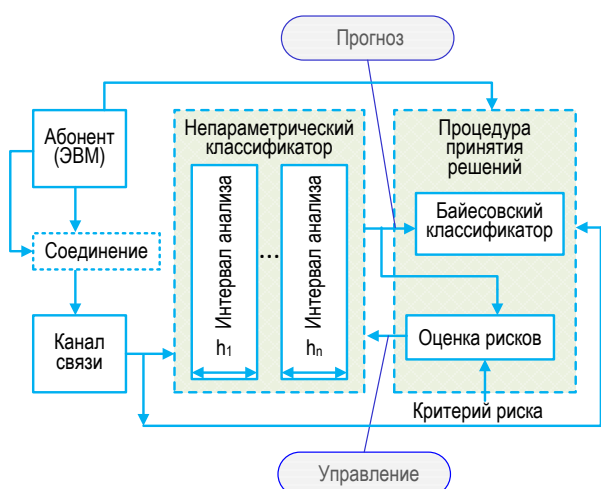 Прогноз
Абонент
(ЭВМ)
Непараметрический
классификатор
Процедура
принятия
решений
Интервал анализа
...
Интервал анализа
Байесовский
классификатор
Соединение
Канал
связи
h1
hn
Оценка рисков
Критерий риска
Управление